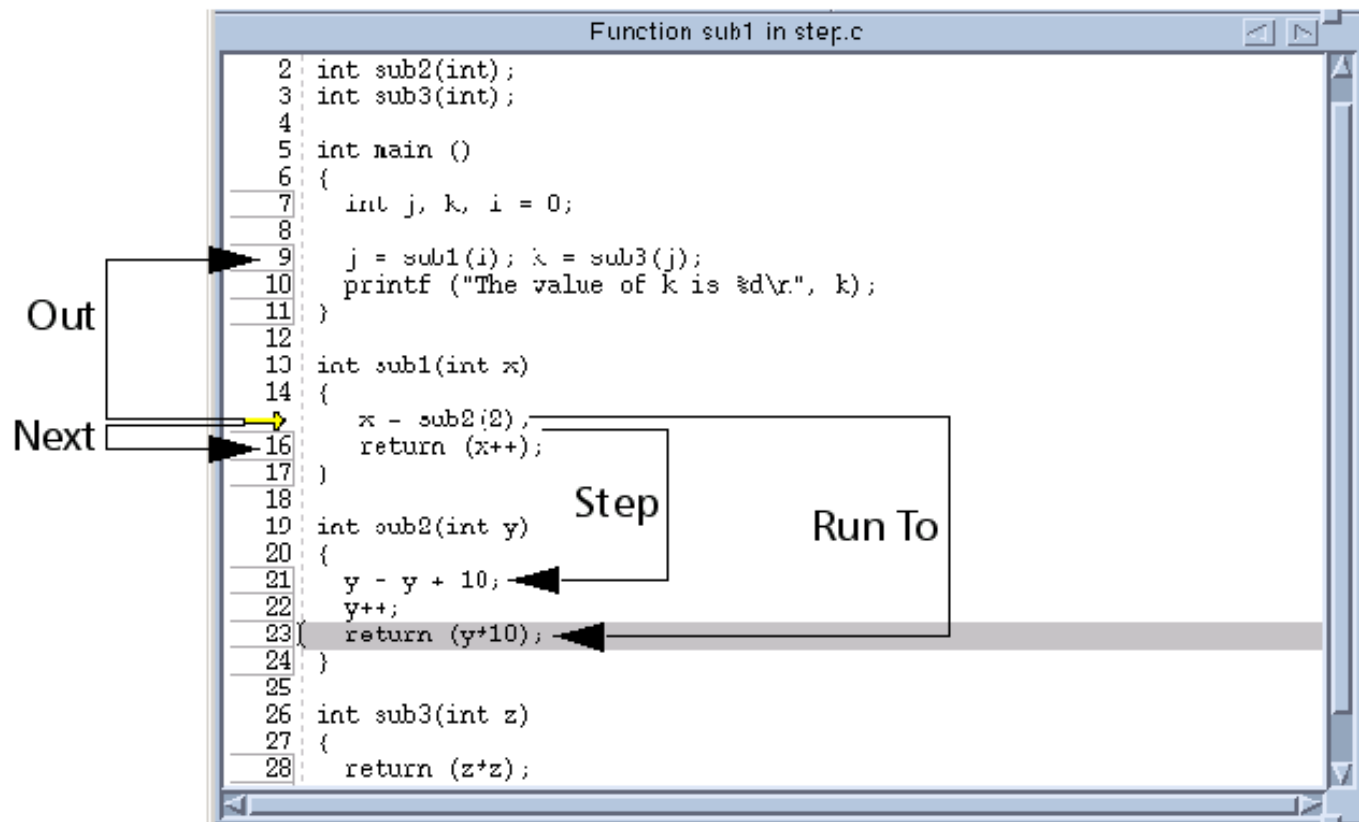 Function sub1 in step.c
2 int sub2(int);
3 int sub3(int);
4
5 int main ()
6 {
7 int j, k, i = 0;
8
9 j = sub1(i); k = sub3(j);
10 printf ("The value of k is %d\n", k);
11 }
12
13 int sub1(int x)
14 {
x = sub2(2);
16 return (x++);
17 }
18
19 int sub2(int y)
20 {
21 y = y + 10;
22 y++;
23 return (y*10);
24 }
25
26 int sub3(int z)
27 {
28 return (z*z);
Out
Next
Step
Run To